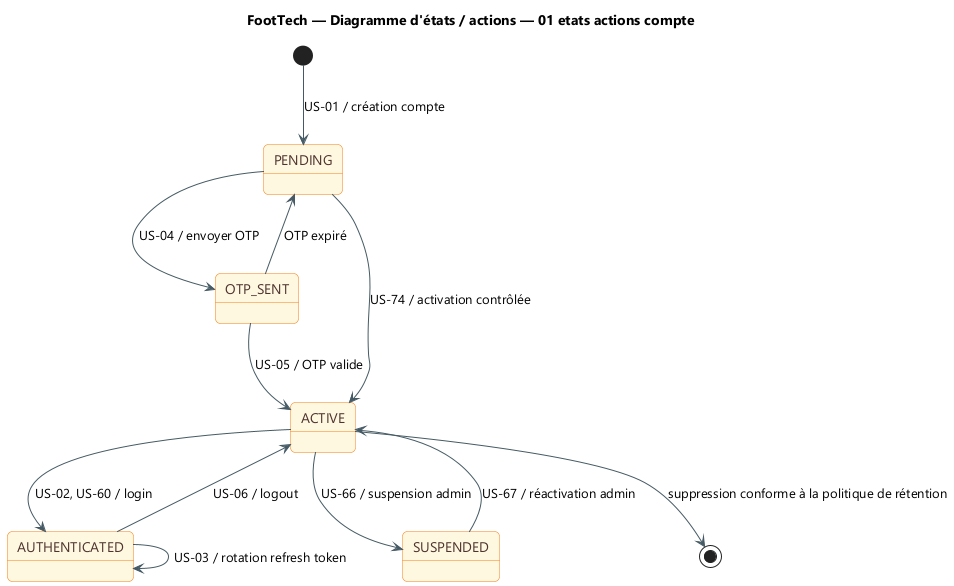 FootTech — Diagramme d'états / actions — 01 etats actions compte
US-01 / création compte
PENDING
US-04 / envoyer OTP
OTP expiré
OTP_SENT
US-74 / activation contrôlée
US-05 / OTP valide
ACTIVE
US-02, US-60 / login
US-06 / logout
US-66 / suspension admin
US-67 / réactivation admin
suppression conforme à la politique de rétention
AUTHENTICATED
US-03 / rotation refresh token
SUSPENDED